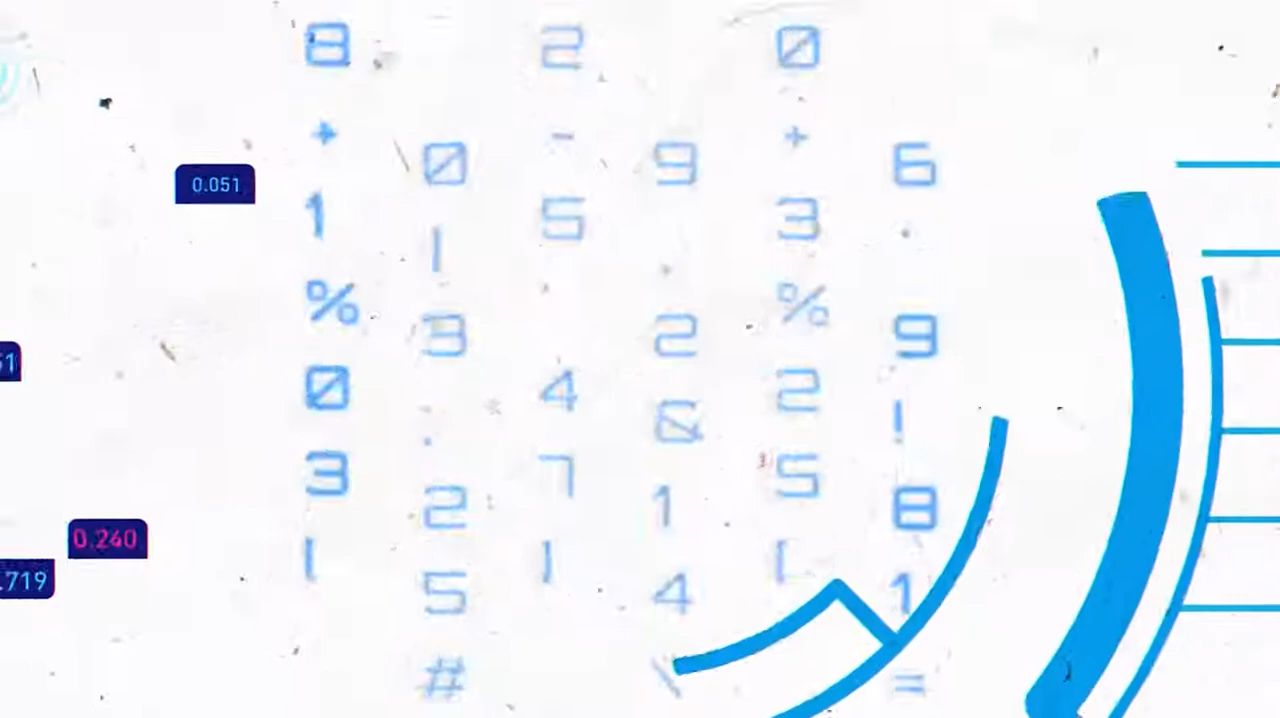 8 2 0
+ - +
0 9 6
0.051
1 5 3
|
% %
3 2 9
51
0 4 2
& !
3 7 5
2 1 8
0.240
| | [
.719
5 4 1
# \ =